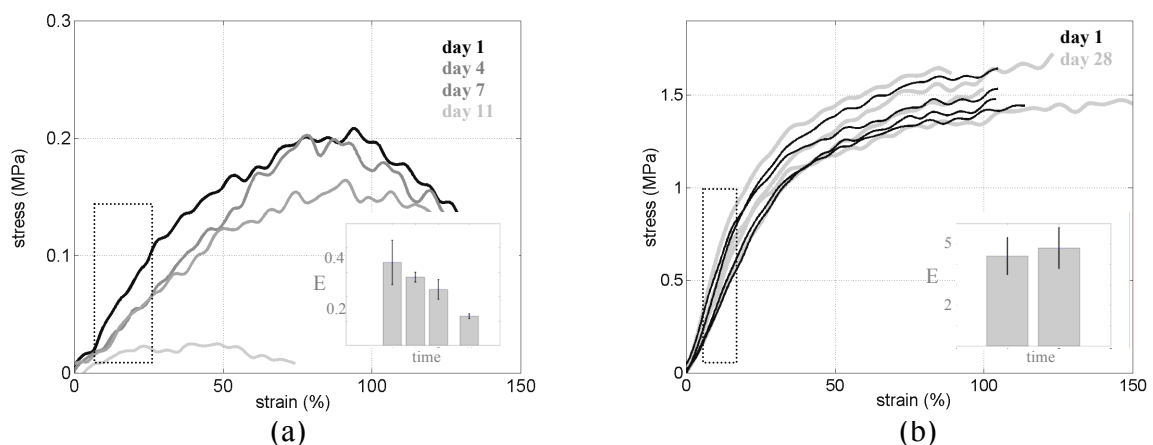 0.3
day 1
day 4
day 7
day 11
0.2
stress (MPa)
0.1
0.4
E
0.2
time
0
0
50
100
150
strain (%)
(a)
day 1
day 28
1.5
stress (MPa)
1
5
E
0.5
2
time
0
0
50
100
150
strain (%)
(b)